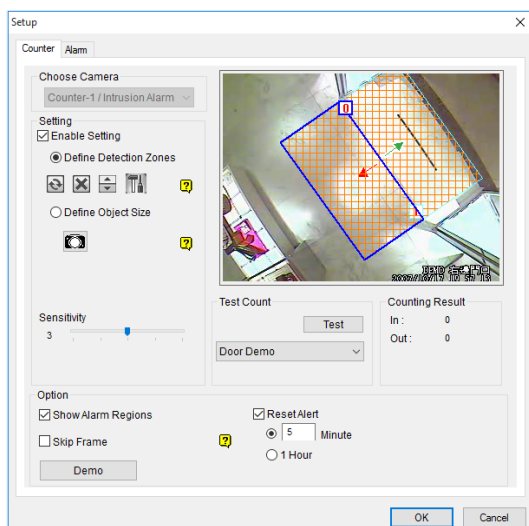 Setup
Counter
Alarm
Choose Camera
Counter-1 / Intrusion Alarm
Setting
Enable Setting
Define Detection Zones
Define Object Size
Sensitivity
3
0
1
Test Count
Test
Door Demo
Counting Result
In :
0
Out :
0
Option
Show Alarm Regions
Skip Frame
Demo
Reset Alert
5
Minute
1 Hour
OK
Cancel